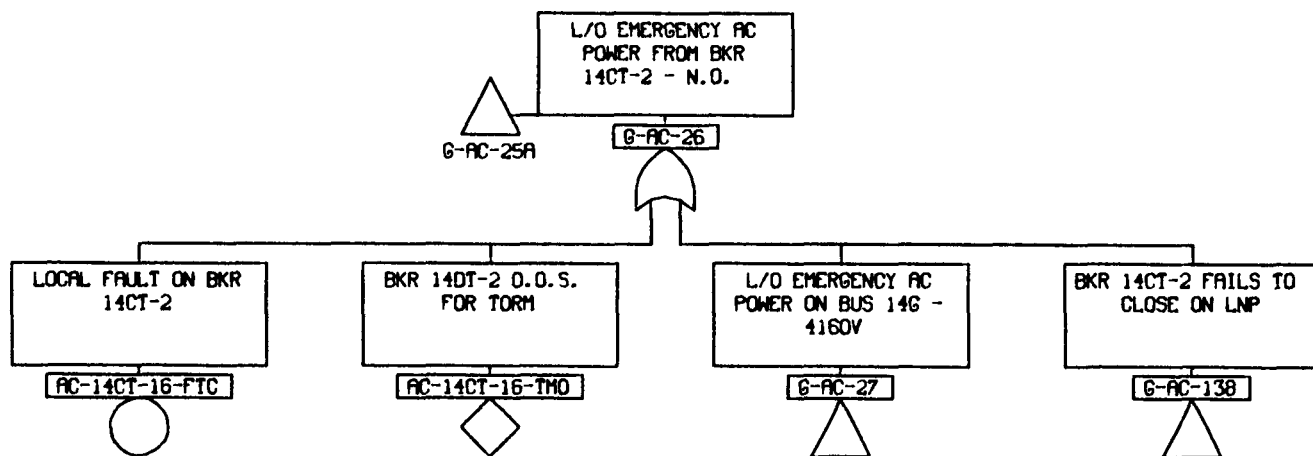 L/O EMERGENCY AC
POWER FROM BKR
14CT-2 - N.O.
G-AC-25A
G-AC-26
LOCAL FAULT ON BKR
14CT-2
BKR 14DT-2 O.O.S.
FOR TORM
L/O EMERGENCY AC
POWER ON BUS 14G -
4160V
BKR 14CT-2 FAILS TO
CLOSE ON LNP
AC-14CT-16-FTC
AC-14CT-16-TMO
G-AC-27
G-AC-138